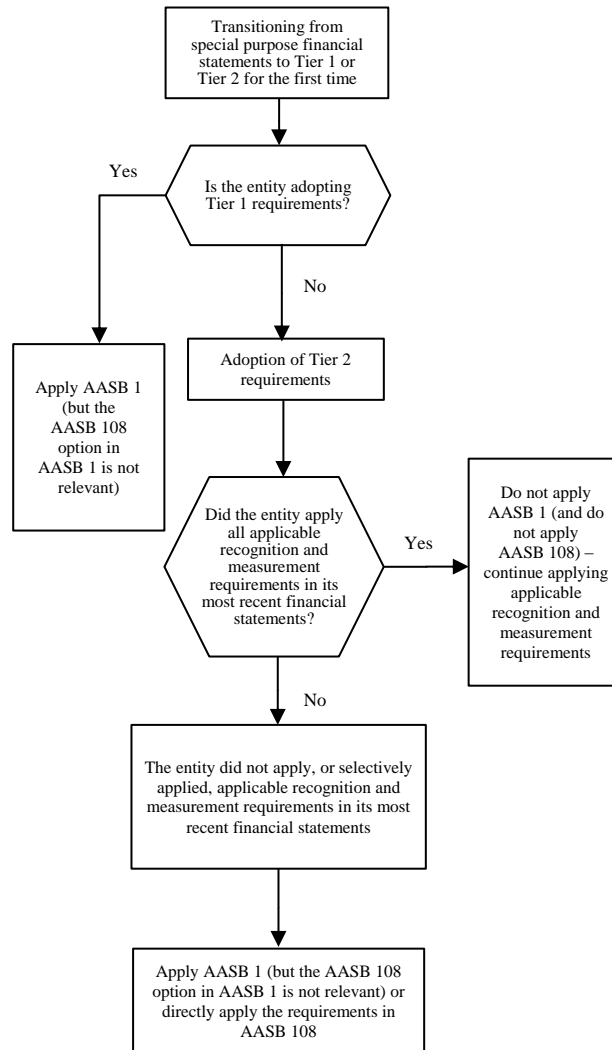 Transitioning from
special purpose financial
statements to Tier 1 or
Tier 2 for the first time
Yes
Is the entity adopting
Tier 1 requirements?
No
Adoption of Tier 2
requirements
Apply AASB 1
(but the
AASB 108
option in
AASB 1 is not
relevant)
Did the entity apply
all applicable
recognition and
measurement
requirements in its
most recent financial
statements?
Yes
Do not apply
AASB 1 (and do
not apply
AASB 108) –
continue applying
applicable
recognition and
measurement
requirements
No
The entity did not apply, or selectively
applied, applicable recognition and
measurement requirements in its most
recent financial statements
Apply AASB 1 (but the AASB 108
option in AASB 1 is not relevant) or
directly apply the requirements in
AASB 108